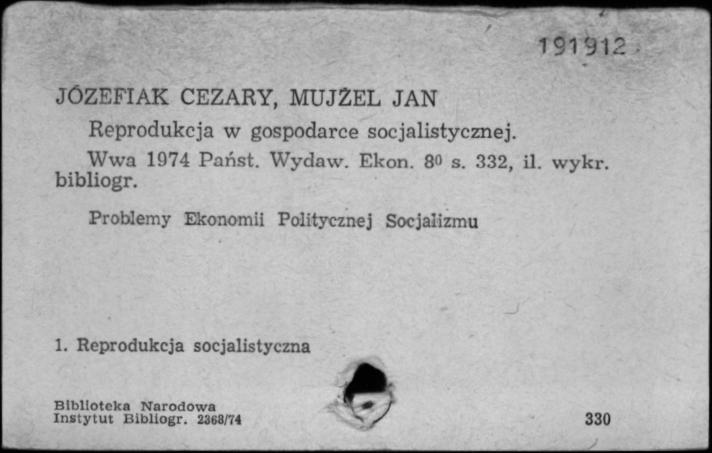 191912
JÓZEFIAK CEZARY, MUJŻEL JAN
Reprodukcja w gospodarce socjalistycznej.
Wwa 1974 Państ. Wydaw. Ekon. 8⁰ s. 332, il. wykr.
bibliogr.
Problemy Ekonomii Politycznej Socjalizmu
1. Reprodukcja socjalistyczna
Biblioteka Narodowa
Instytut Bibliogr. 2368/74
330